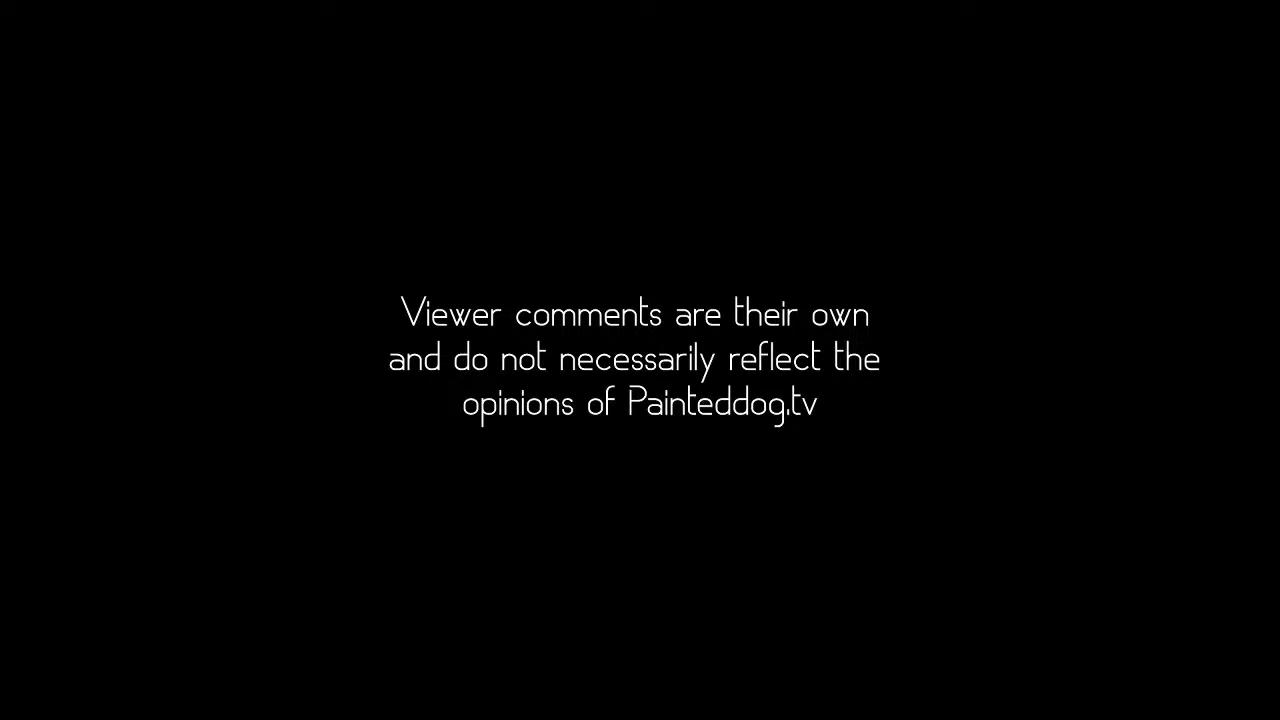 Viewer comments are their own
and do not necessarily reflect the
opinions of Painteddog.tv